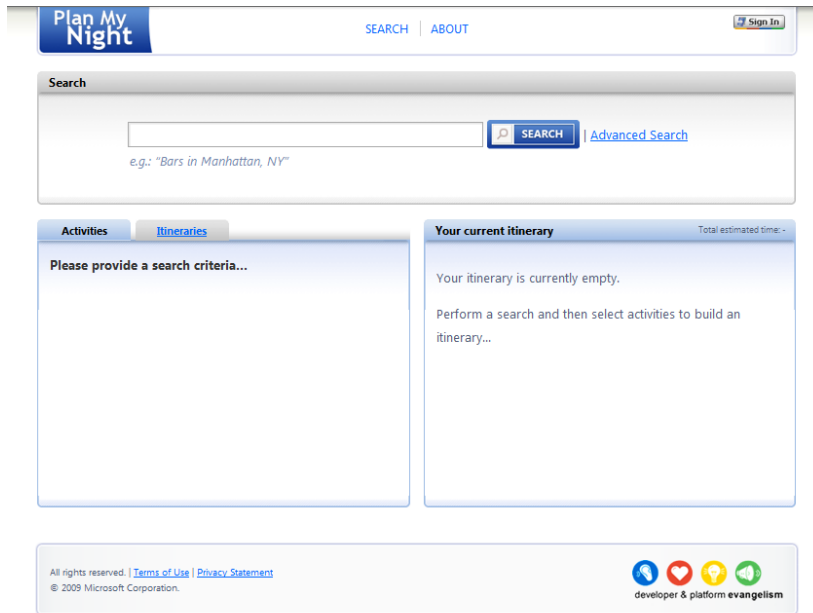 Plan My
Night
SEARCH | ABOUT
Sign In
Search
SEARCH | Advanced Search
e.g.: "Bars in Manhattan, NY"
Activities
Itineraries
Please provide a search criteria...
Your current itinerary
Total estimated time: -
Your itinerary is currently empty.
Perform a search and then select activities to build an
itinerary...
All rights reserved. | Terms of Use | Privacy Statement
© 2009 Microsoft Corporation.
developer & platform evangelism